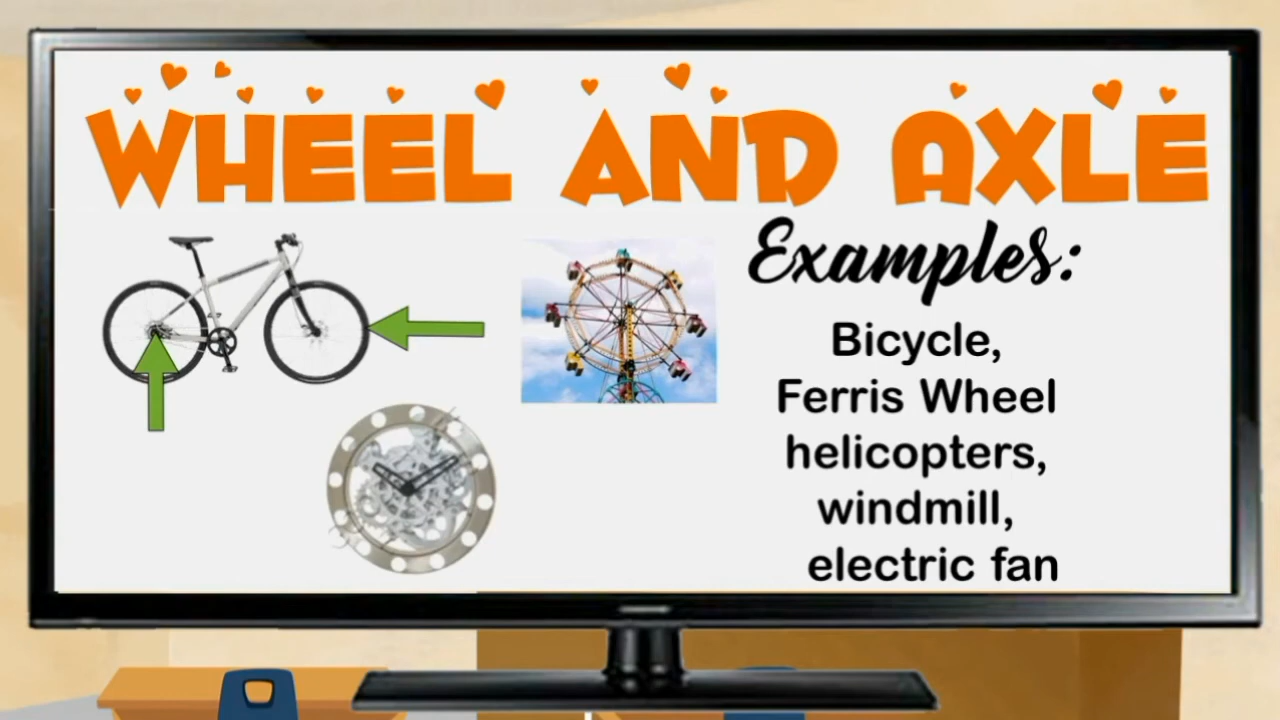 WHEEL AND AXLE
Examples:
Bicycle,
Ferris Wheel
helicopters,
windmill,
electric fan